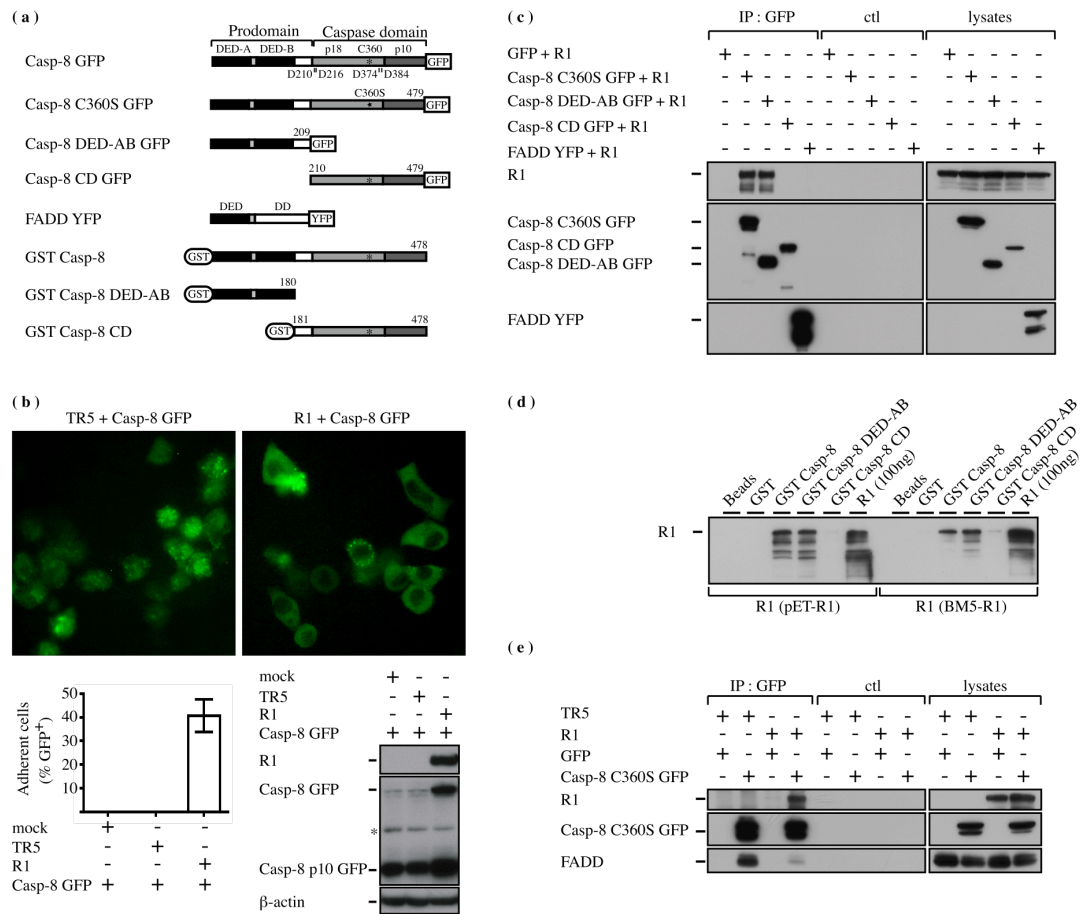 ( a )
Prodomain Caspase domain
DED-A DED-B p18 C360 p10
Casp-8 GFP * GFP
D210 D216 D374 D384
C360S 479
Casp-8 C360S GFP * GFP
209
Casp-8 DED-AB GFP GFP
210 479
Casp-8 CD GFP * GFP
DED DD
FADD YFP YFP
478
GST Casp-8 GST *
180
GST Casp-8 DED-AB GST
181 478
GST Casp-8 CD GST *
( b )
TR5 + Casp-8 GFP R1 + Casp-8 GFP
Adherent cells
(% GFP+)
50
40
30
20
10
mock + - -
TR5 - + -
R1 - - +
Casp-8 GFP + + +
mock + - -
TR5 - + -
R1 - - +
Casp-8 GFP + + +
R1
Casp-8 GFP
*
Casp-8 p10 GFP
β-actin
( c )
IP : GFP ctl lysates
GFP + R1 + - - - - + - - - - + - - - -
Casp-8 C360S GFP + R1 - + - - - - + - - - - + - - -
Casp-8 DED-AB GFP + R1 - - + - - - - + - - - - + - -
Casp-8 CD GFP + R1 - - - + - - - - + - - - - + -
FADD YFP + R1 - - - - + - - - - + - - - - +
R1
Casp-8 C360S GFP
Casp-8 CD GFP
Casp-8 DED-AB GFP
FADD YFP
( d )
Beads GST GST Casp-8 GST Casp-8 DED-AB GST Casp-8 CD R1 (100ng) Beads GST GST Casp-8 GST Casp-8 DED-AB GST Casp-8 CD R1 (100ng)
R1
R1 (pET-R1) R1 (BM5-R1)
( e )
IP : GFP ctl lysates
TR5 + + - - + + - - + + - -
R1 - - + + - - + + - - + +
GFP + - + - + - + - + - + -
Casp-8 C360S GFP - + - + - + - + - + - +
R1
Casp-8 C360S GFP
FADD